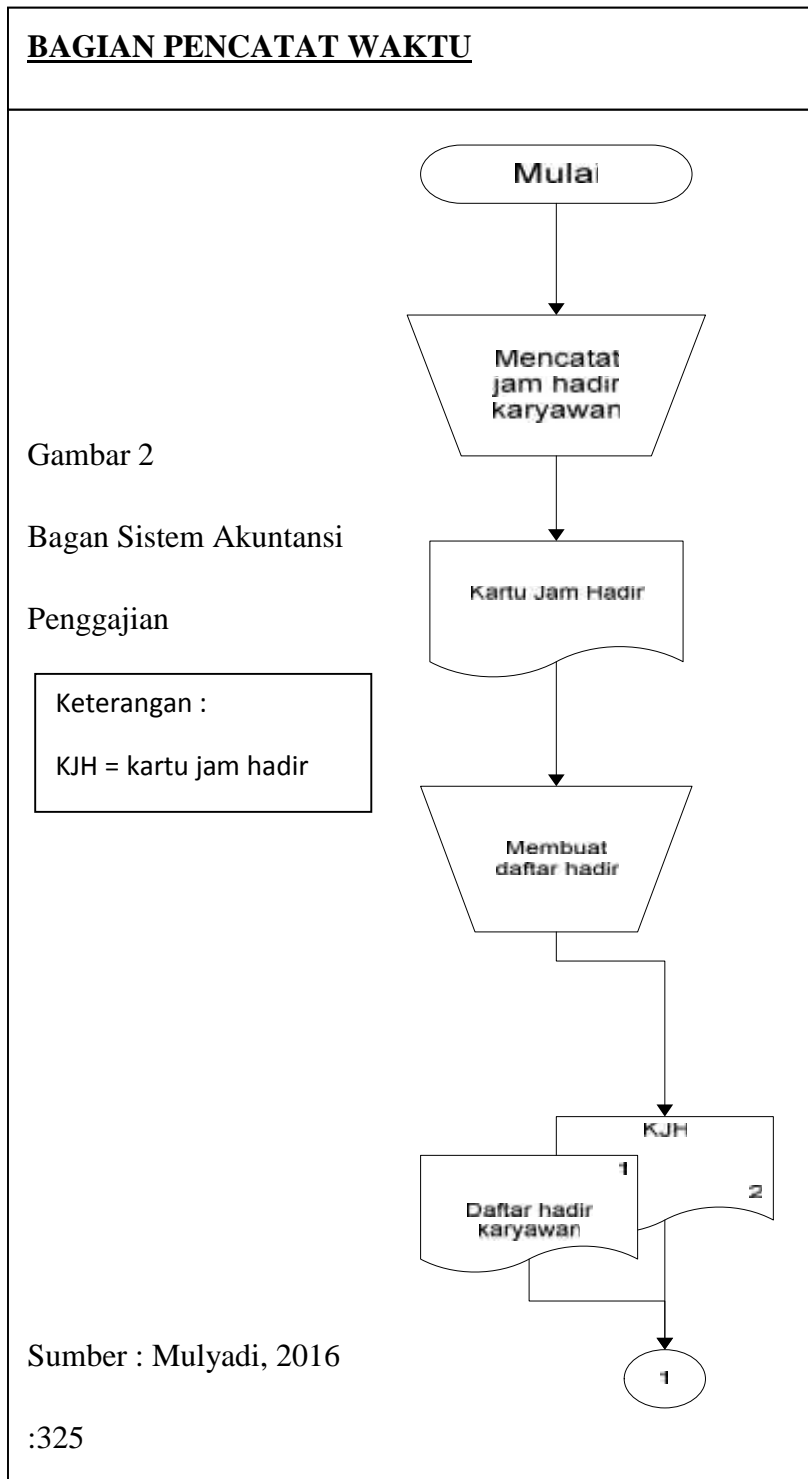 BAGIAN PENCATAT WAKTU
Mulai
Mencatat
jam hadir
karyawan
Gambar 2
Bagan Sistem Akuntansi
Penggajian
Kartu Jam Hadir
Keterangan :
KJH = kartu jam hadir
Membuat
daftar hadir
KJH
1
2
Daftar hadir
karyawan
Sumber : Mulyadi, 2016
:325
1